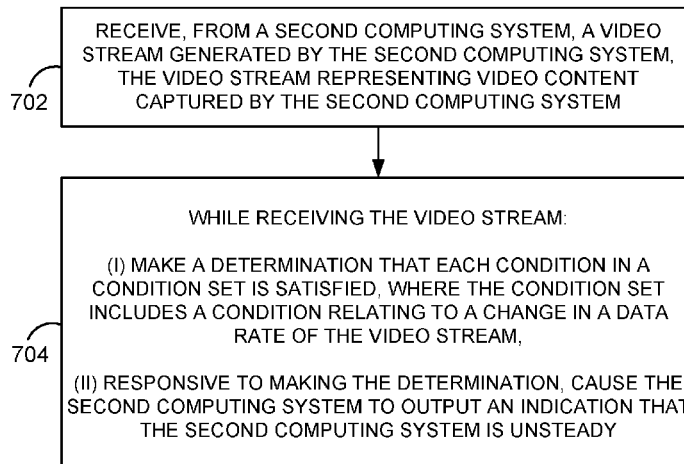 RECEIVE, FROM A SECOND COMPUTING SYSTEM, A VIDEO
STREAM GENERATED BY THE SECOND COMPUTING SYSTEM,
THE VIDEO STREAM REPRESENTING VIDEO CONTENT
CAPTURED BY THE SECOND COMPUTING SYSTEM
702
WHILE RECEIVING THE VIDEO STREAM:
(I) MAKE A DETERMINATION THAT EACH CONDITION IN A
CONDITION SET IS SATISFIED, WHERE THE CONDITION SET
INCLUDES A CONDITION RELATING TO A CHANGE IN A DATA
RATE OF THE VIDEO STREAM,
704
(II) RESPONSIVE TO MAKING THE DETERMINATION, CAUSE THE
SECOND COMPUTING SYSTEM TO OUTPUT AN INDICATION THAT
THE SECOND COMPUTING SYSTEM IS UNSTEADY